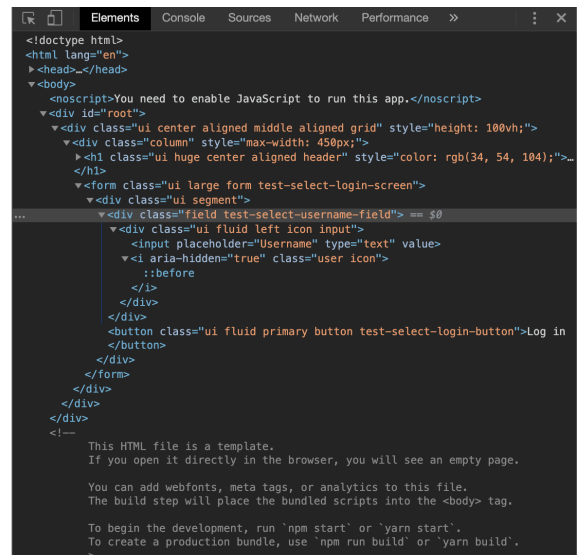 Elements Console Sources Network Performance »
<!doctype html>
<html lang="en">
<head>…</head>
<body>
<noscript>You need to enable JavaScript to run this app.</noscript>
<div id="root">
<div class="ui center aligned middle aligned grid" style="height: 100vh;">
<div class="column" style="max-width: 450px;">
<h1 class="ui huge center aligned header" style="color: rgb(34, 54, 104);">…
</h1>
<form class="ui large form test-select-login-screen">
<div class="ui segment">
… <div class="field test-select-username-field"> == $0
<div class="ui fluid left icon input">
<input placeholder="Username" type="text" value>
<i aria-hidden="true" class="user icon">
::before
</i>
</div>
</div>
<button class="ui fluid primary button test-select-login-button">Log in
</button>
</div>
</form>
</div>
</div>
</div>
<!--
This HTML file is a template.
If you open it directly in the browser, you will see an empty page.
You can add webfonts, meta tags, or analytics to this file.
The build step will place the bundled scripts into the <body> tag.
To begin the development, run `npm start` or `yarn start`.
To create a production bundle, use `npm run build` or `yarn build`.